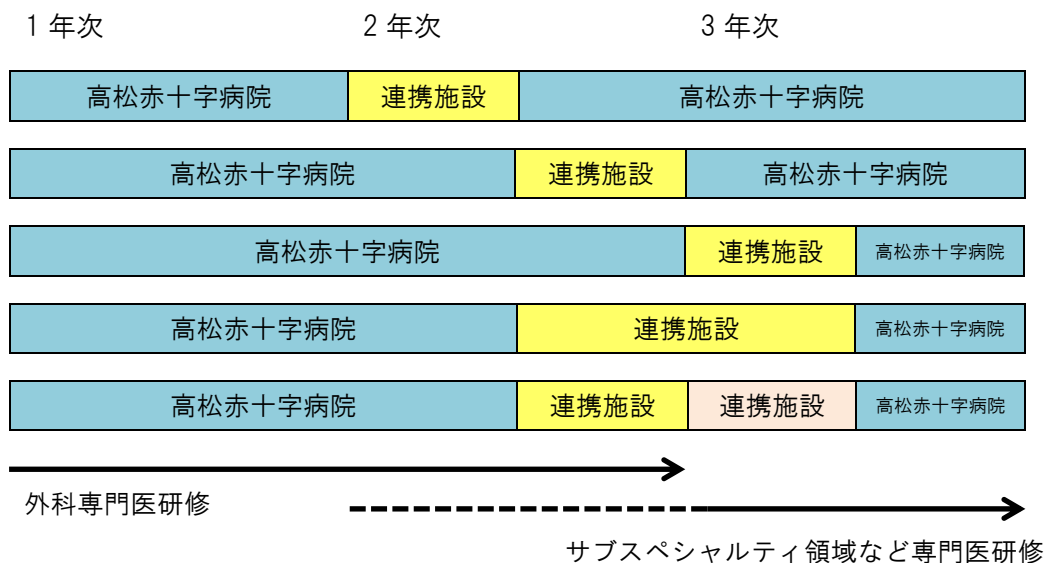 1年次 2年次 3年次
高松赤十字病院 連携施設 高松赤十字病院
高松赤十字病院 連携施設 高松赤十字病院
高松赤十字病院 連携施設 高松赤十字病院
高松赤十字病院 連携施設 高松赤十字病院
高松赤十字病院 連携施設 連携施設 高松赤十字病院
外科専門医研修
サブスペシャルティ領域など専門医研修